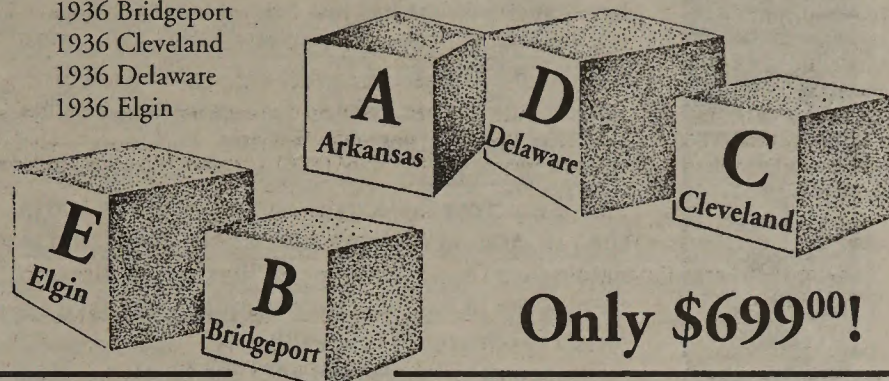 1936 Bridgeport
1936 Cleveland
1936 Delaware
1936 Elgin
A
Arkansas
D
Delaware
C
Cleveland
E
Elgin
B
Bridgeport
Only $699⁰⁰!